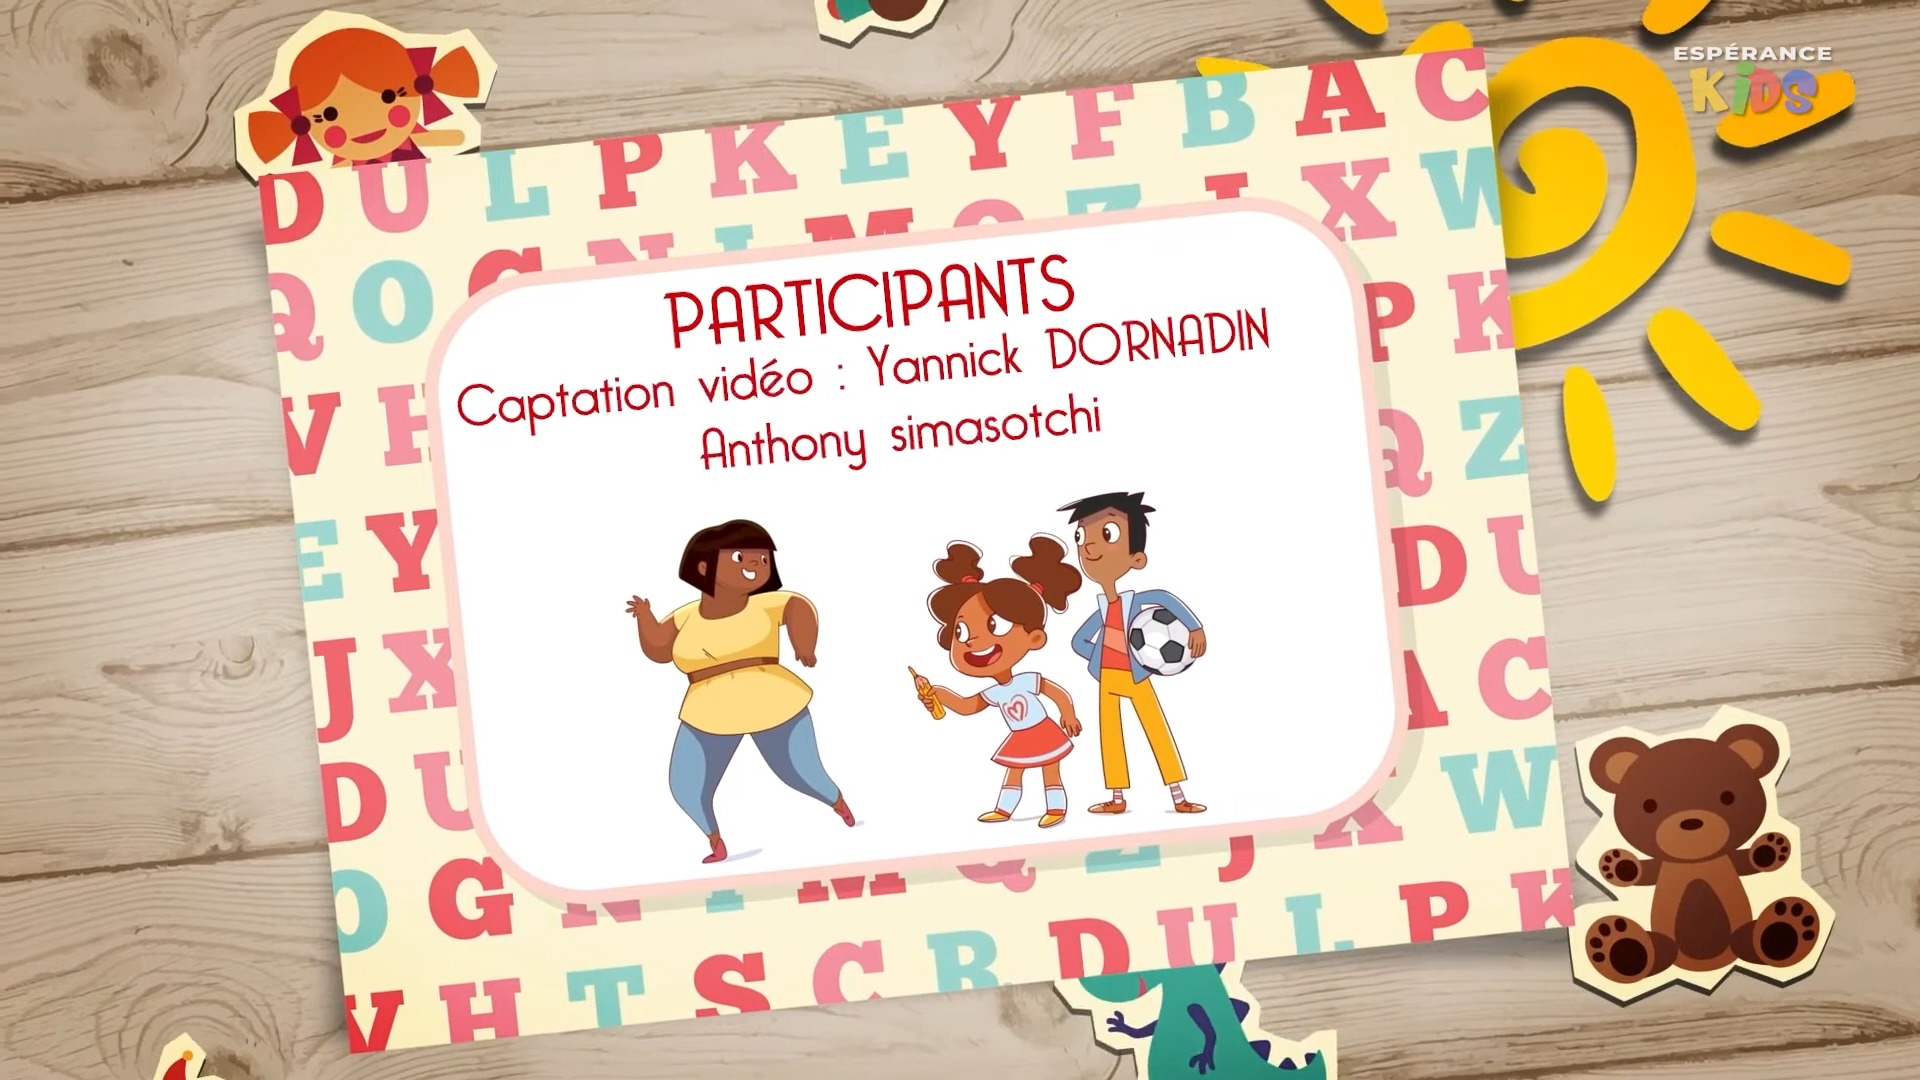 ESPÉRANCE
KiDS
PARTICIPANTS
Captation vidéo : Yannick DORNADIN
Anthony simasotchi